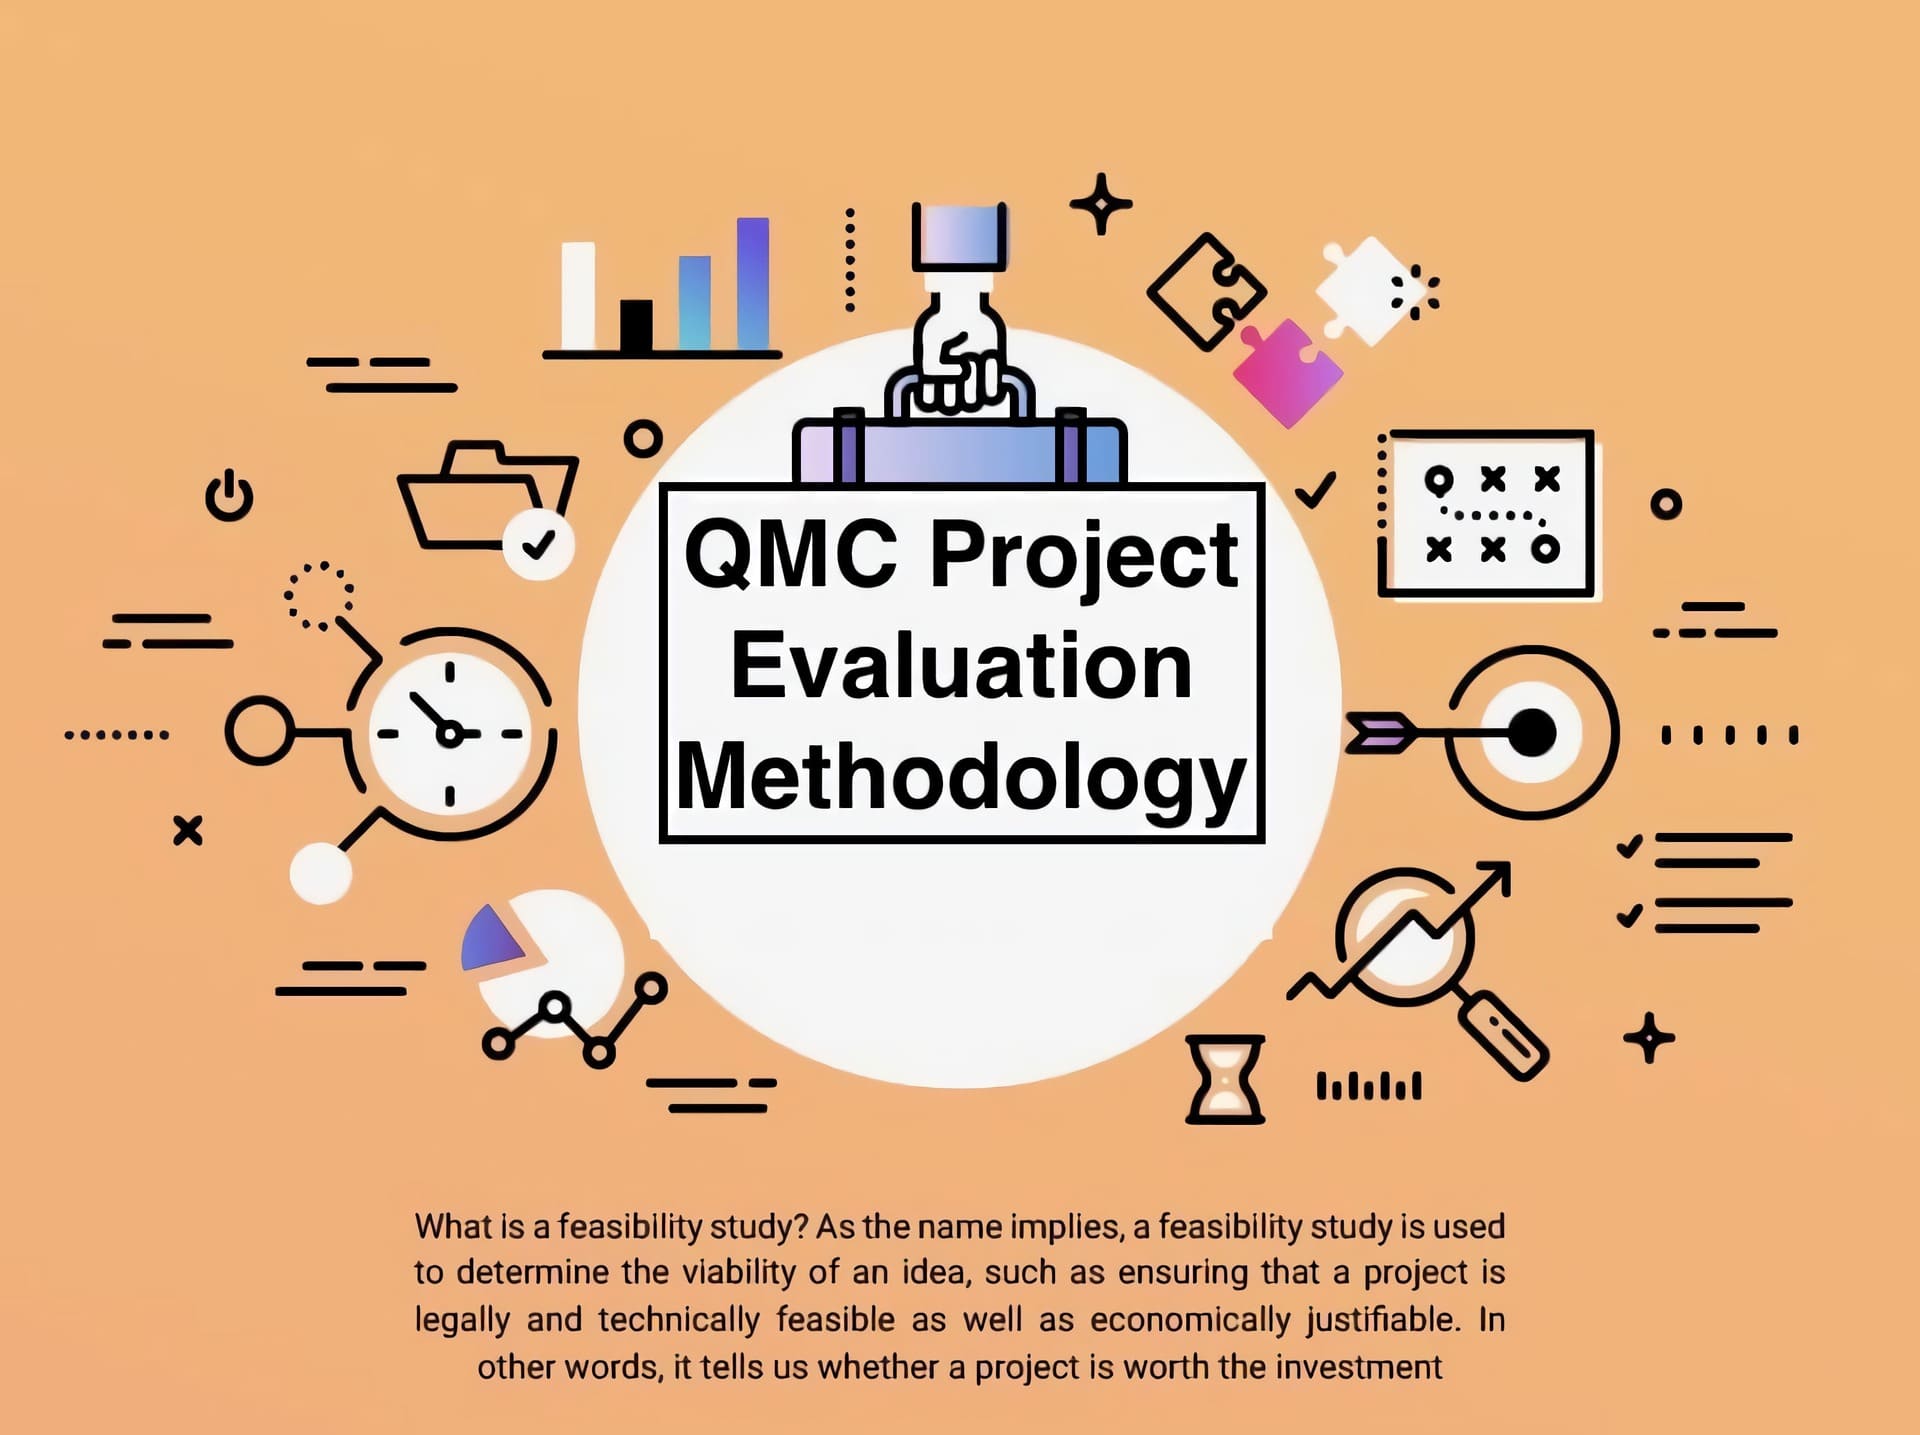 QMC Project
Evaluation
Methodology
What is a feasibility study? As the name implies, a feasibility study is used
to determine the viability of an idea, such as ensuring that a project is
legally and technically feasible as well as economically justifiable. In
other words, it tells us whether a project is worth the investment